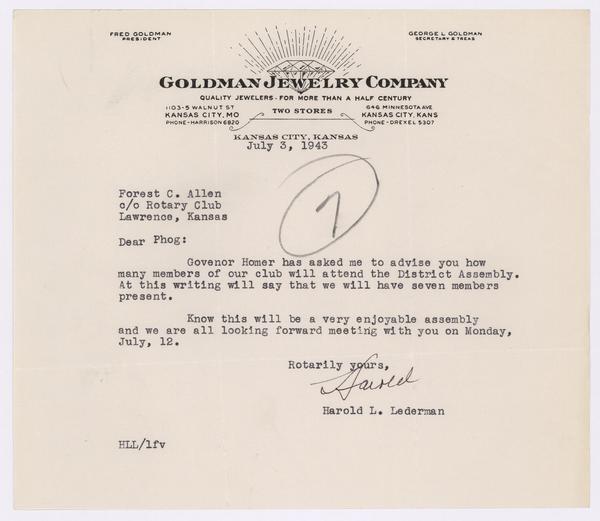 FRED GOLDMAN
PRESIDENT
GEORGE L GOLDMAN
SECRETARY & TREAS
GOLDMAN JEWELRY COMPANY
QUALITY JEWELERS - FOR MORE THAN A HALF CENTURY
1103-5 WALNUT ST
KANSAS CITY, MO
PHONE-HARRISON 6820
TWO STORES
646 MINNESOTA AVE
KANSAS CITY, KANS
PHONE-DREXEL 5307
KANSAS CITY, KANSAS
July 3, 1943
7
Forest C. Allen
c/o Rotary Club
Lawrence, Kansas
Dear Phog:
Govenor Homer has asked me to advise you how
many members of our club will attend the District Assembly.
At this writing will say that we will have seven members
present.
Know this will be a very enjoyable assembly
and we are all looking forward meeting with you on Monday,
July, 12.
Rotarily yours,
Harold
Harold L. Lederman
HLL/lfv